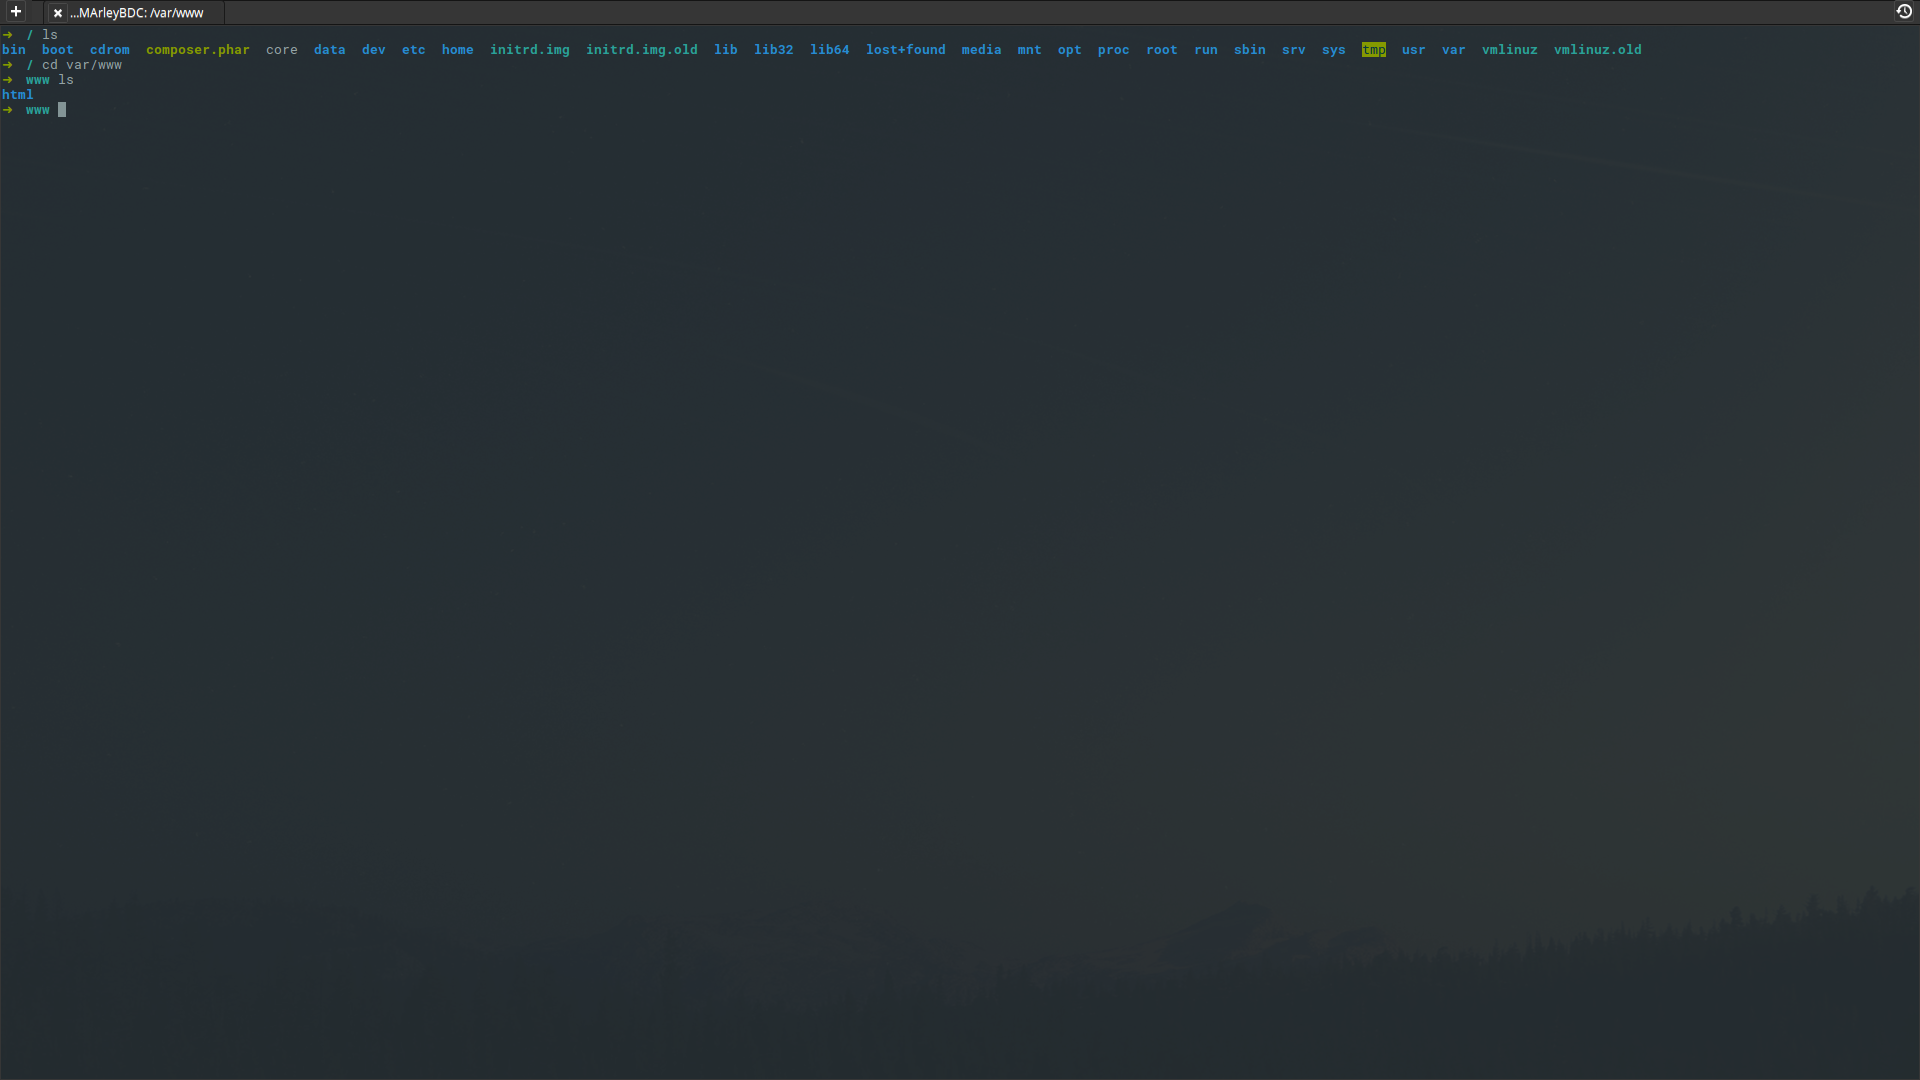 ...MArleyBDC: /var/www
➜  / ls
bin  boot  cdrom  composer.phar  core  data  dev  etc  home  initrd.img  initrd.img.old  lib  lib32  lib64  lost+found  media  mnt  opt  proc  root  run  sbin  srv  sys  tmp  usr  var  vmlinuz  vmlinuz.old
➜  / cd var/www
➜  www ls
html
➜  www